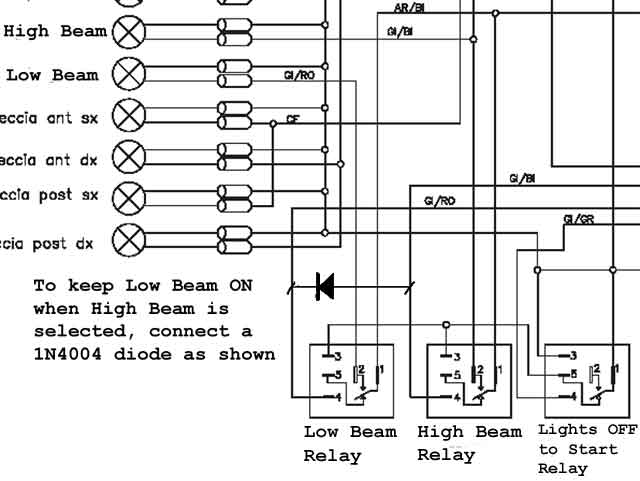 AR/BI
High Beam
GI/BI
Low Beam
GI/RO
eccia ant sx
CF
eccia ant dx
GI/BI
ccia post sx
GI/RO
GI/GR
ccia post dx
To keep Low Beam ON
when High Beam is
selected, connect a
1N4004 diode as shown
3 2 1
5
4
3 2 1
5
4
3 2 1
5
4
Low Beam
Relay
High Beam
Relay
Lights OFF
to Start
Relay